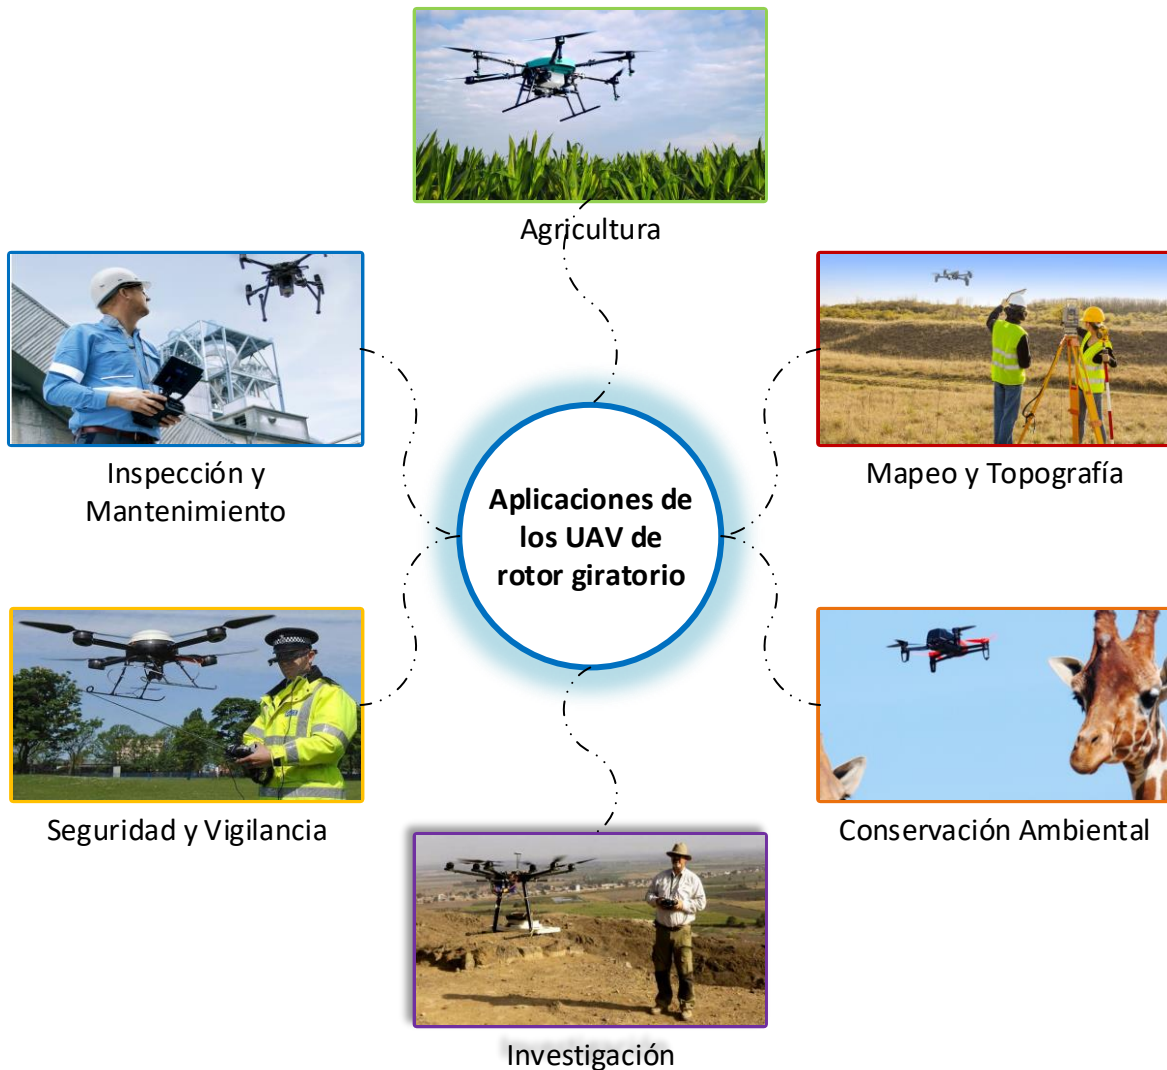 Agricultura
Inspección y
Mantenimiento
Mapeo y Topografía
Aplicaciones de
los UAV de
rotor giratorio
Seguridad y Vigilancia
Conservación Ambiental
Investigación